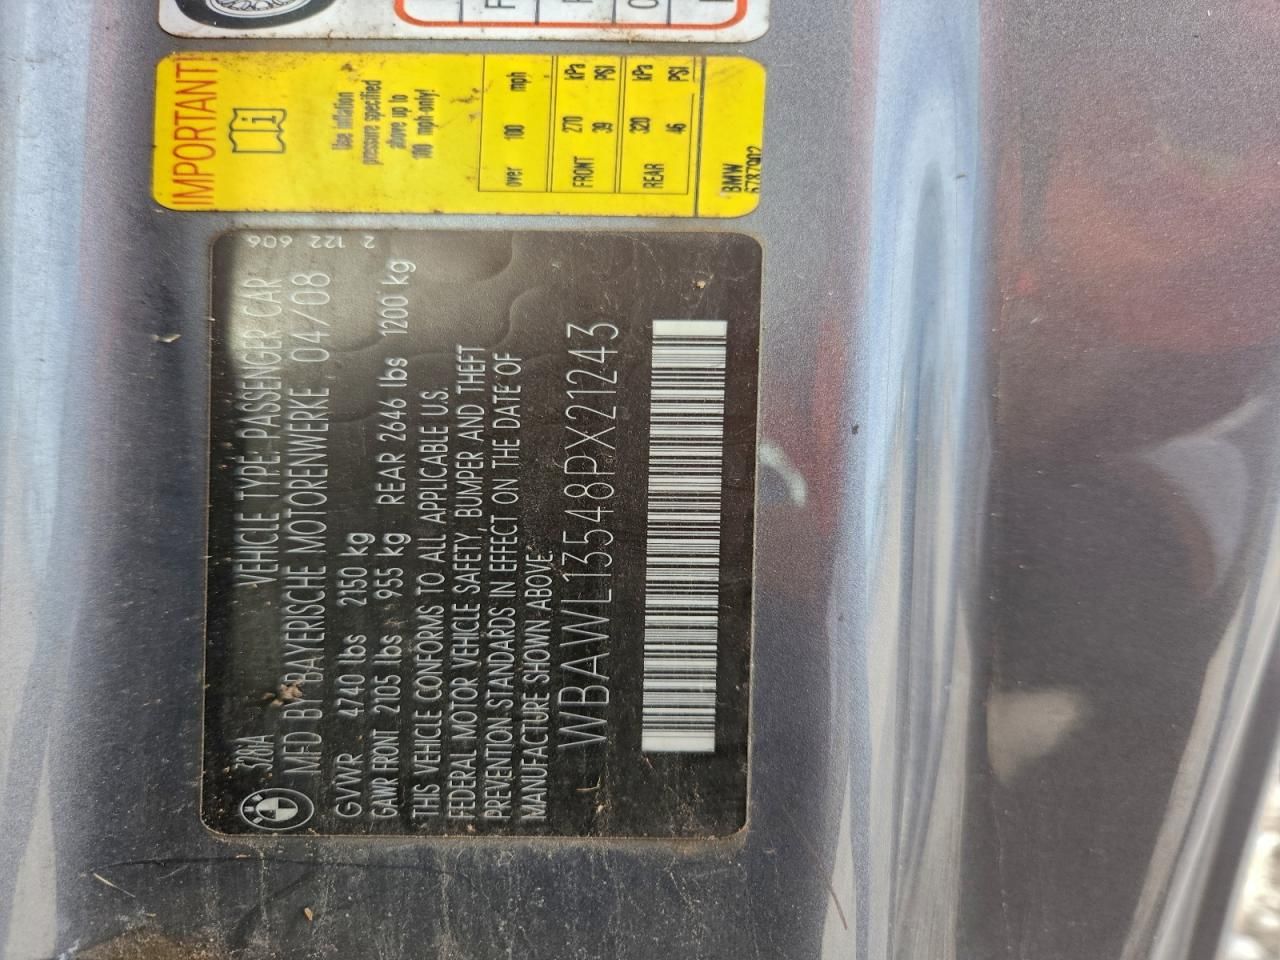 IMPORTANT!
Use inflation
pressure specified
above up to
100 mph only!
over 100 mph
FRONT 270 kPa
39 PSI
REAR 320 kPa
46 PSI
BMW
6787902
328iA VEHICLE TYPE: PASSENGER CAR
MFD BY BAYERISCHE MOTORENWERKE 04/08
GVWR 4740 lbs 2150 kg
GAWR FRONT 2105 lbs 955 kg REAR 2646 lbs 1200 kg
THIS VEHICLE CONFORMS TO ALL APPLICABLE U.S.
FEDERAL MOTOR VEHICLE SAFETY, BUMPER AND THEFT
PREVENTION STANDARDS IN EFFECT ON THE DATE OF
MANUFACTURE SHOWN ABOVE.
WBAWL13548PX21243
2 122 606